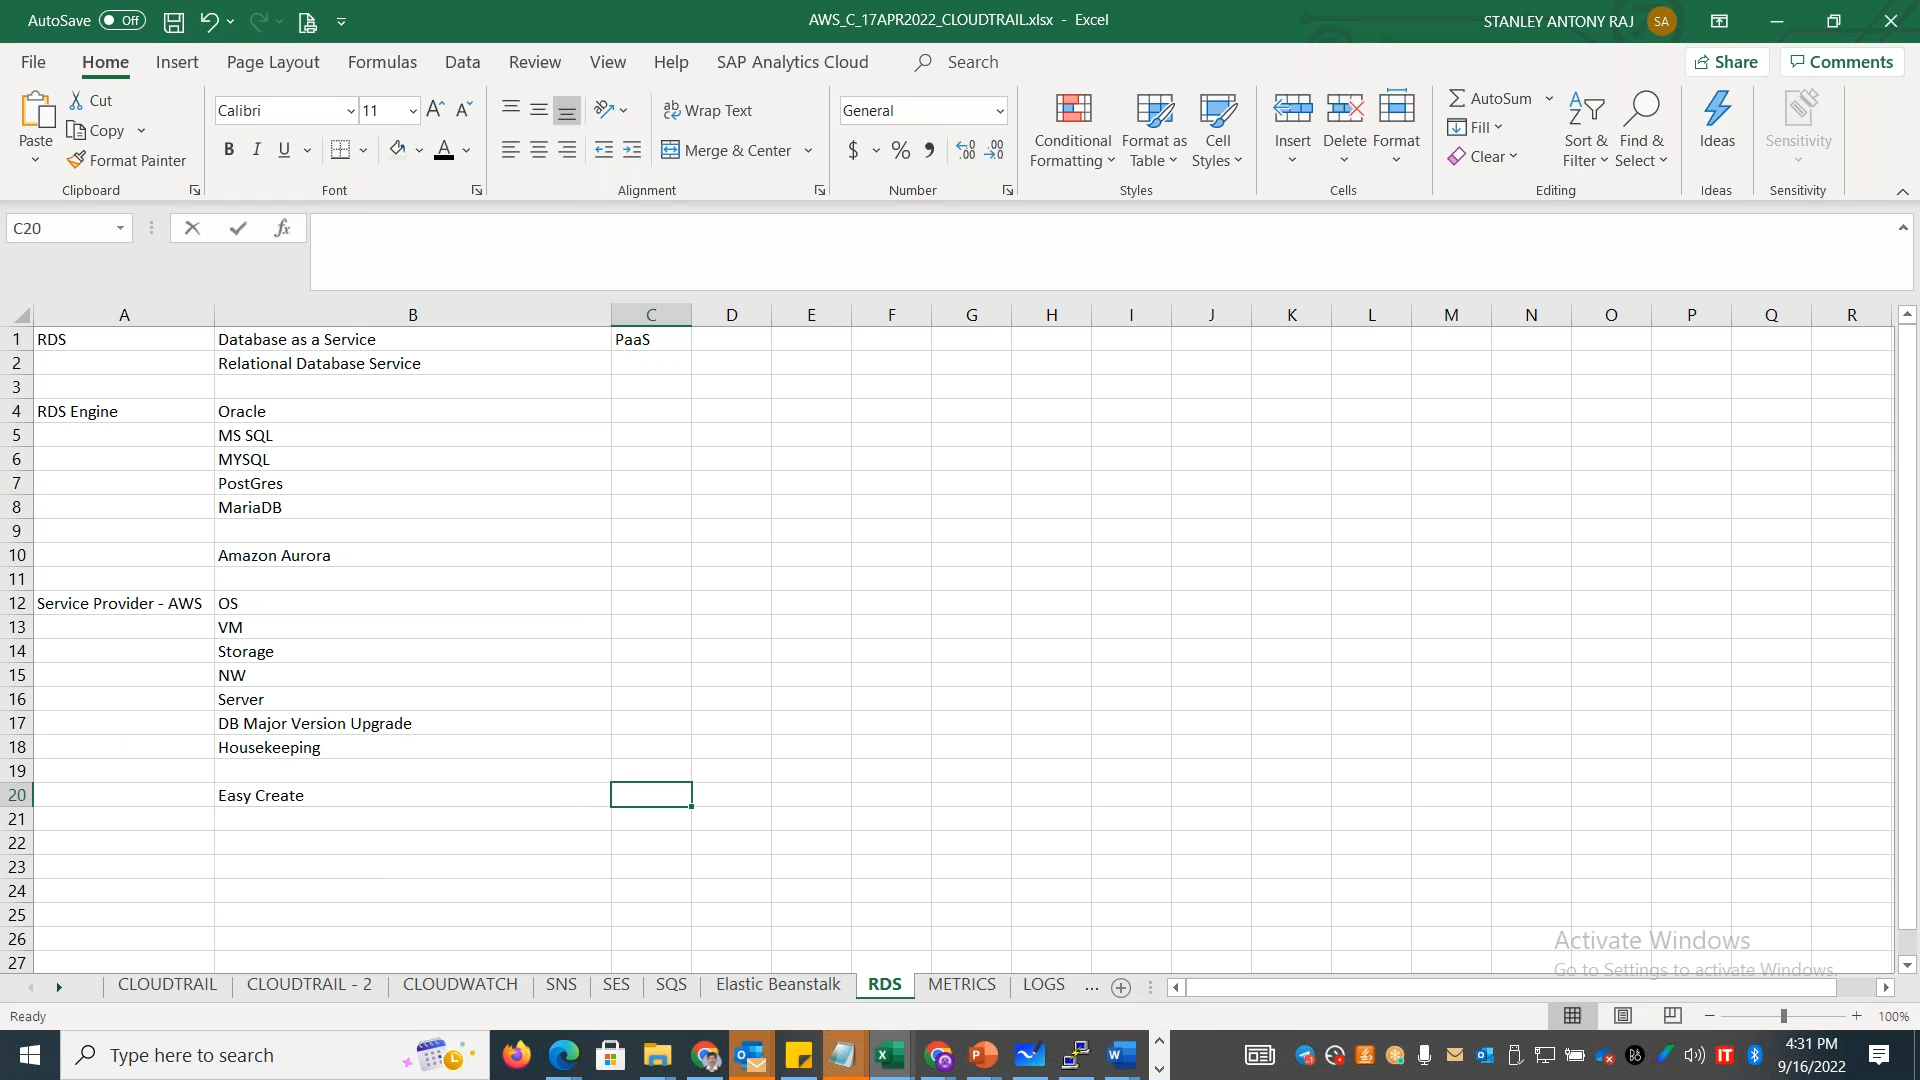 AutoSave Off AWS_C_17APR2022_CLOUDTRAIL.xlsx - Excel STANLEY ANTONY RAJ SA
File Home Insert Page Layout Formulas Data Review View Help SAP Analytics Cloud Search Share Comments
Cut Calibri 11 Wrap Text General AutoSum
Paste Copy Conditional Formatting Format as Table Cell Styles Insert Delete Format Fill Sort & Filter Find & Select Ideas Sensitivity
Format Painter B I U A Merge & Center $ % Clear
Clipboard Font Alignment Number Styles Cells Editing Ideas Sensitivity
C20 fx
A B C D E F G H I J K L M N O P Q R
1 RDS Database as a Service PaaS
2 Relational Database Service
3
4 RDS Engine Oracle
5 MS SQL
6 MYSQL
7 PostGres
8 MariaDB
9
10 Amazon Aurora
11
12 Service Provider - AWS OS
13 VM
14 Storage
15 NW
16 Server
17 DB Major Version Upgrade
18 Housekeeping
19
20 Easy Create
21
22
23
24
25
26 Activate Windows
27 Go to Settings to activate Windows.
CLOUDTRAIL CLOUDTRAIL - 2 CLOUDWATCH SNS SES SQS Elastic Beanstalk RDS METRICS LOGS ...
Ready 100%
Type here to search 4:31 PM
9/16/2022